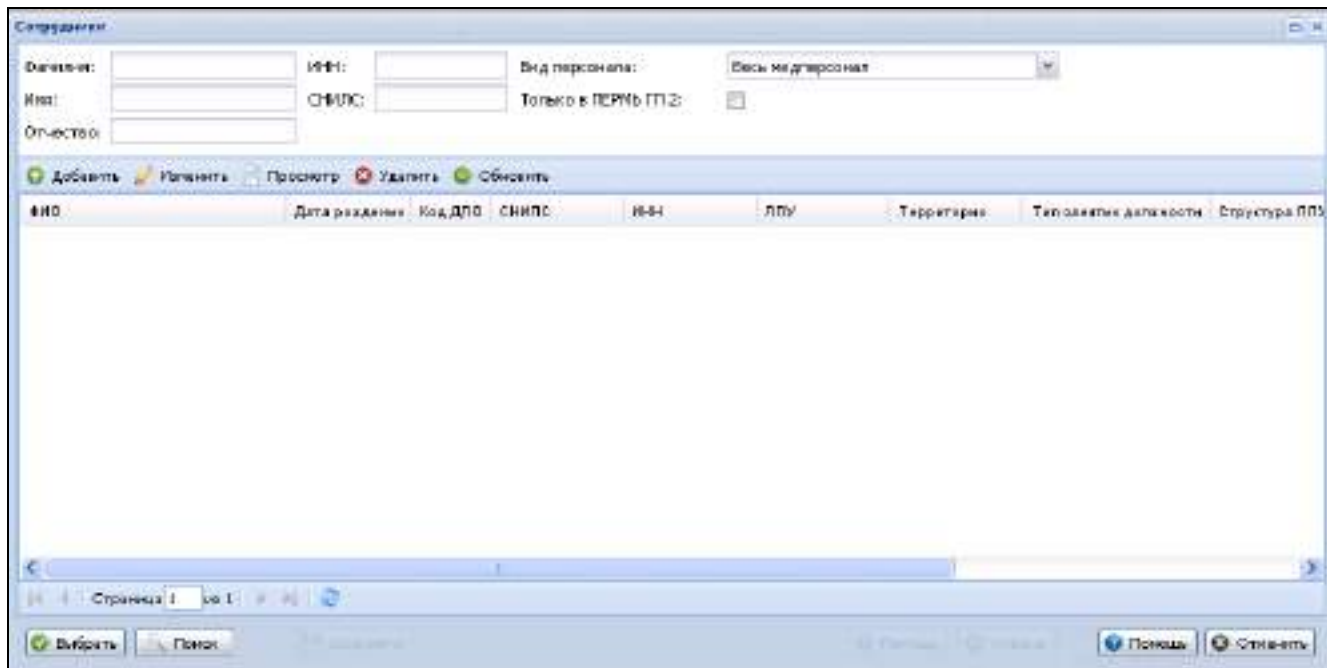 Сотрудники
Фамилия: ИНН: Вид персонала: Весь медперсонал
Имя: СНИЛС: Только в ПЕРМЬ ГП 2:
Отчество:
Добавить Изменить Просмотр Удалить Обновить
ФИО Дата рождения Код ДЛО СНИЛС ИНН ЛПУ Территория Тип занятия должности Структура ЛПУ
Страница 1 из 1
Выбрать Поиск Помощь Отменить